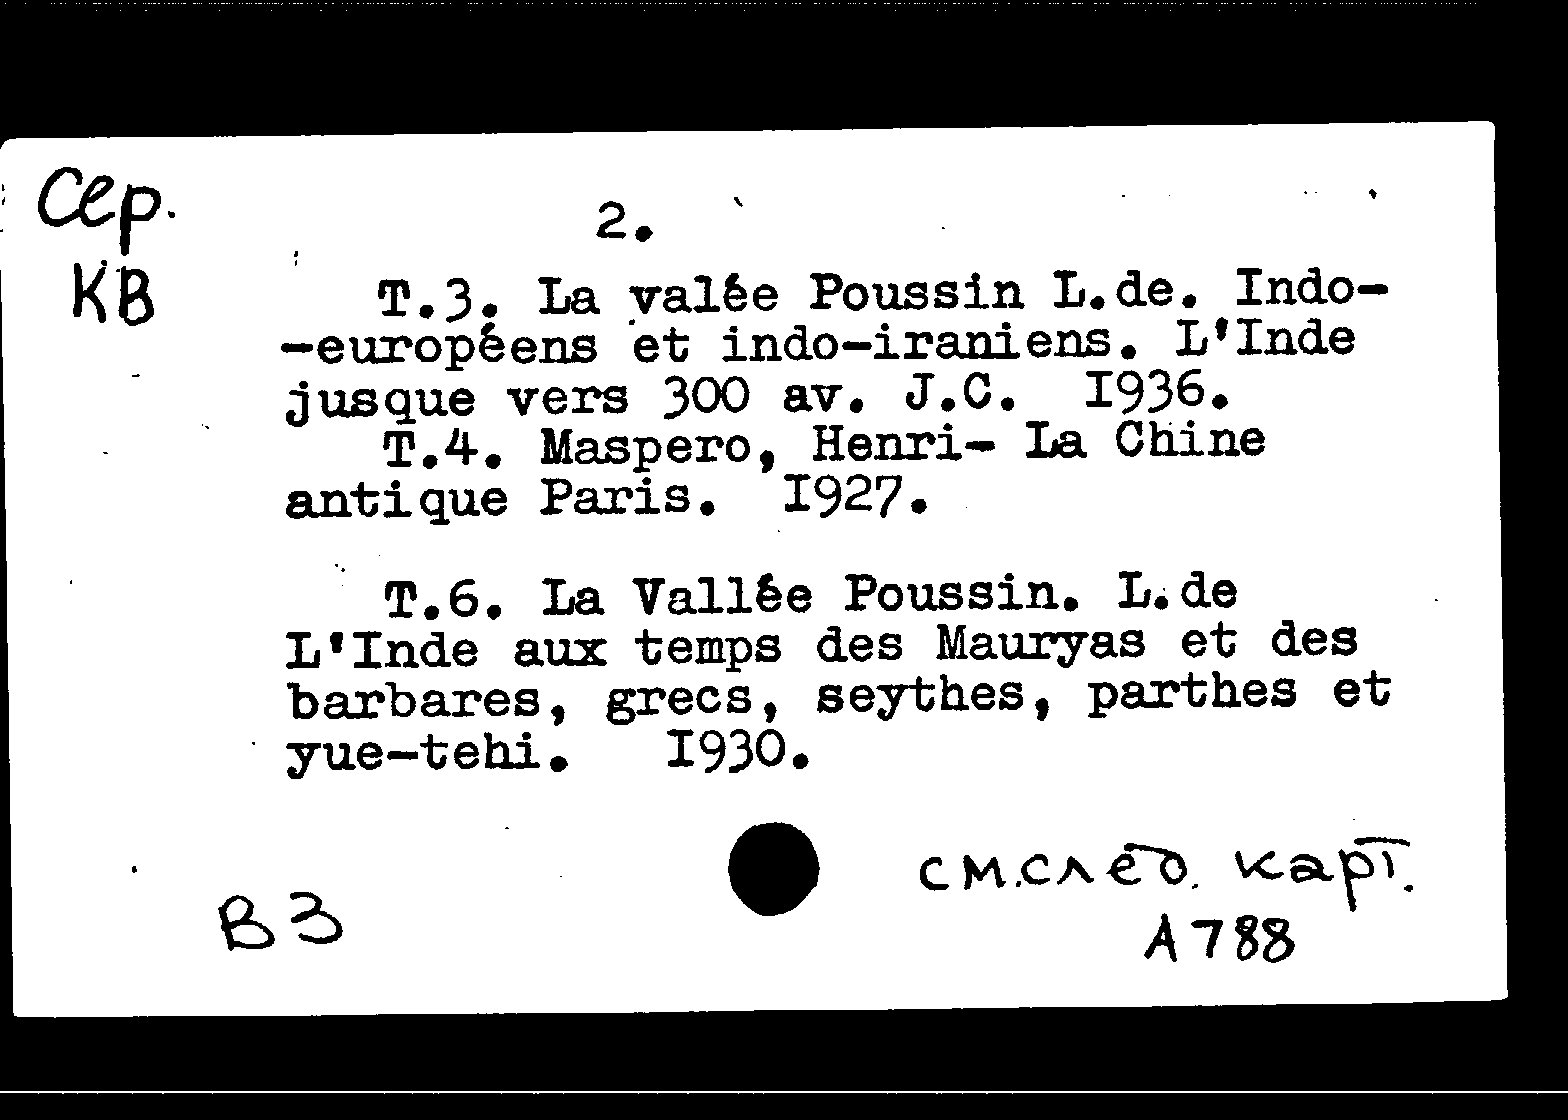 Сер.
КВ
2.
T.3. La valée Poussin L.de. Indo-
-européens et indo-iraniens. L'Inde
jusque vers 300 av. J.C. I936.
T.4. Maspero, Henri- La Chine
antique Paris. I927.
T.6. La Vallée Poussin. L.de
L'Inde aux temps des Mauryas et des
barbares, grecs, seythes, parthes et
yue-tehi. I930.
см.след. карт.
В З
А 788